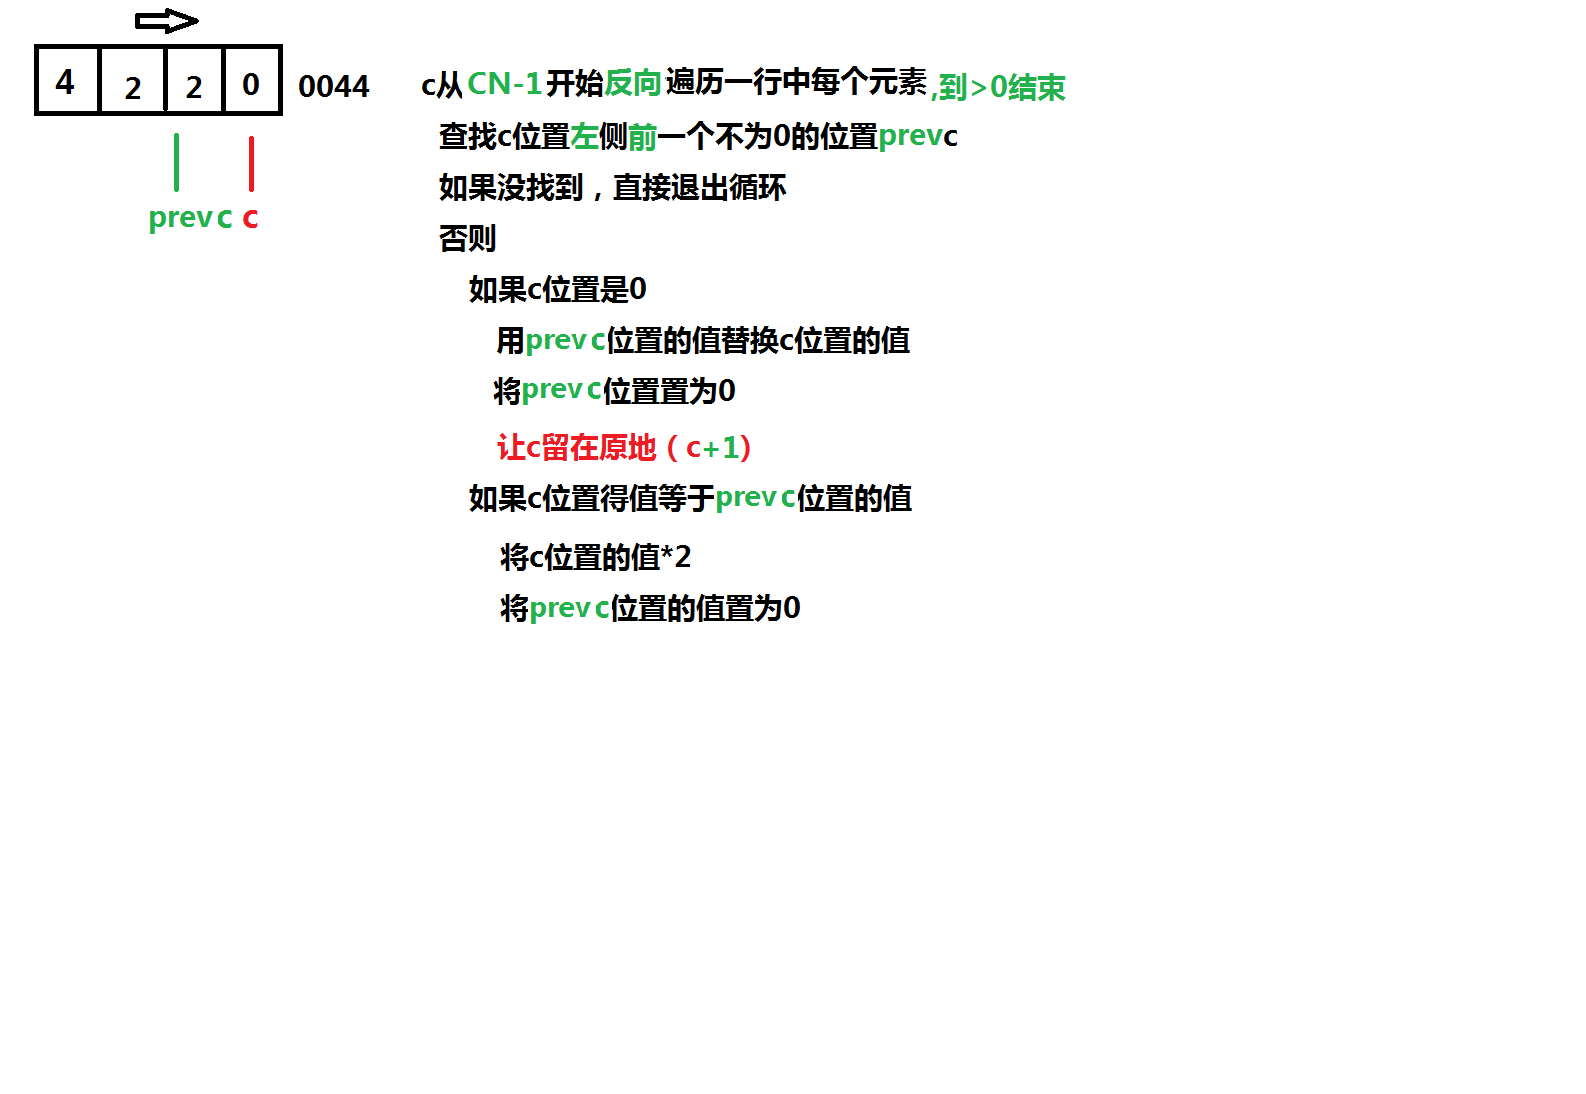 4 2 2 0 0044
prevc c
c从CN-1开始反向遍历一行中每个元素,到>0结束
查找c位置左侧前一个不为0的位置prevc
如果没找到，直接退出循环
否则
如果c位置是0
用prevc位置的值替换c位置的值
将prevc位置置为0
让c留在原地（c+1）
如果c位置得值等于prevc位置的值
将c位置的值*2
将prevc位置的值置为0